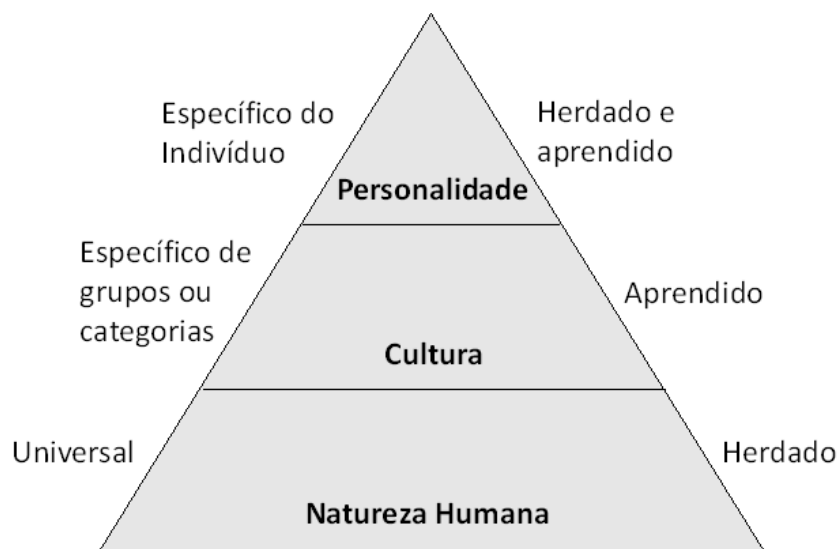 Específico do
Indivíduo
Herdado e
aprendido
Personalidade
Específico de
grupos ou
categorias
Aprendido
Cultura
Universal
Herdado
Natureza Humana